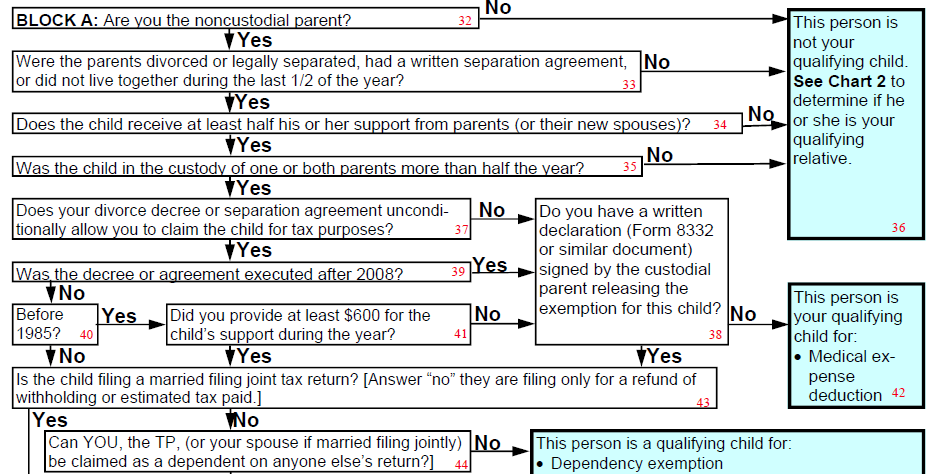 BLOCK A: Are you the noncustodial parent? 32
No
Yes
Were the parents divorced or legally separated, had a written separation agreement,
or did not live together during the last 1/2 of the year? 33
No
Yes
Does the child receive at least half his or her support from parents (or their new spouses)? 34
No
Yes
Was the child in the custody of one or both parents more than half the year? 35
No
Yes
This person is
not your
qualifying child.
See Chart 2 to
determine if he
or she is your
qualifying
relative.
36
Does your divorce decree or separation agreement uncondi-
tionally allow you to claim the child for tax purposes? 37
No
Yes
Do you have a written
declaration (Form 8332
or similar document)
signed by the custodial
parent releasing the
exemption for this child?
38
No
Yes
Was the decree or agreement executed after 2008? 39
Yes
No
Before
1985? 40
Yes
No
Did you provide at least $600 for the
child's support during the year? 41
No
Yes
This person is
your qualifying
child for:
• Medical ex-
pense
deduction 42
Is the child filing a married filing joint tax return? [Answer "no" they are filing only for a refund of
withholding or estimated tax paid.] 43
Yes
No
Can YOU, the TP, (or your spouse if married filing jointly)
be claimed as a dependent on anyone else's return?] 44
No
This person is a qualifying child for:
• Dependency exemption